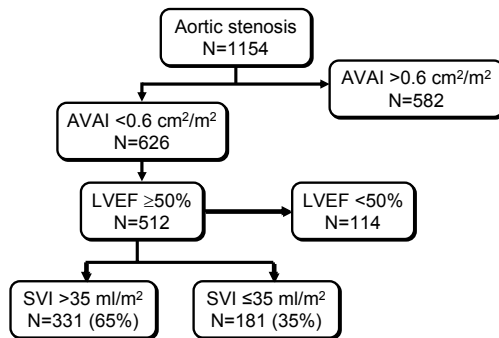 Aortic stenosis
N=1154
AVAI >0.6 cm²/m²
N=582
AVAI <0.6 cm²/m²
N=626
LVEF ≥50%
N=512
LVEF <50%
N=114
SVI >35 ml/m²
N=331 (65%)
SVI ≤35 ml/m²
N=181 (35%)